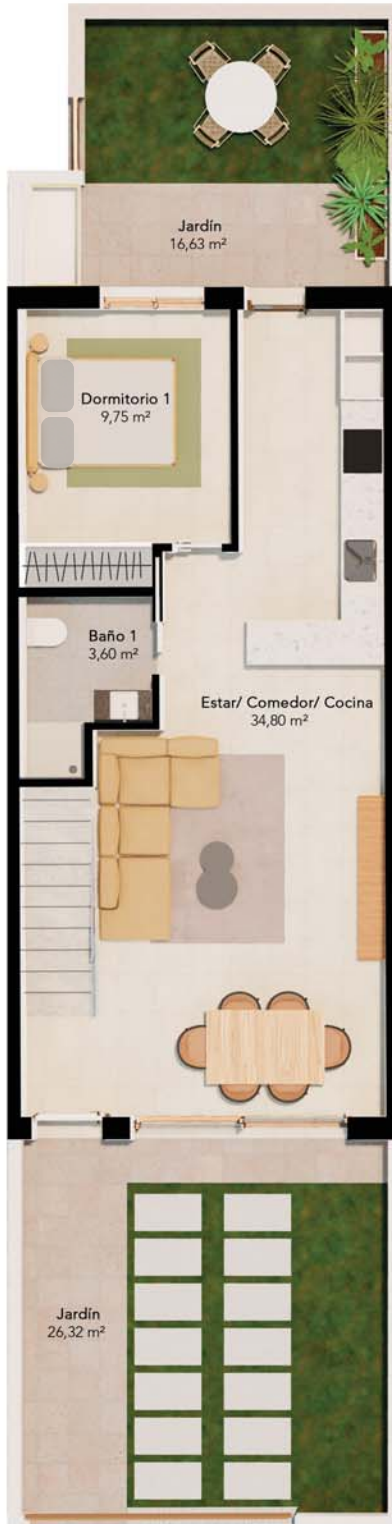 Jardín
16,63 m²
Dormitorio 1
9,75 m²
Baño 1
3,60 m²
Estar/ Comedor/ Cocina
34,80 m²
Jardín
26,32 m²